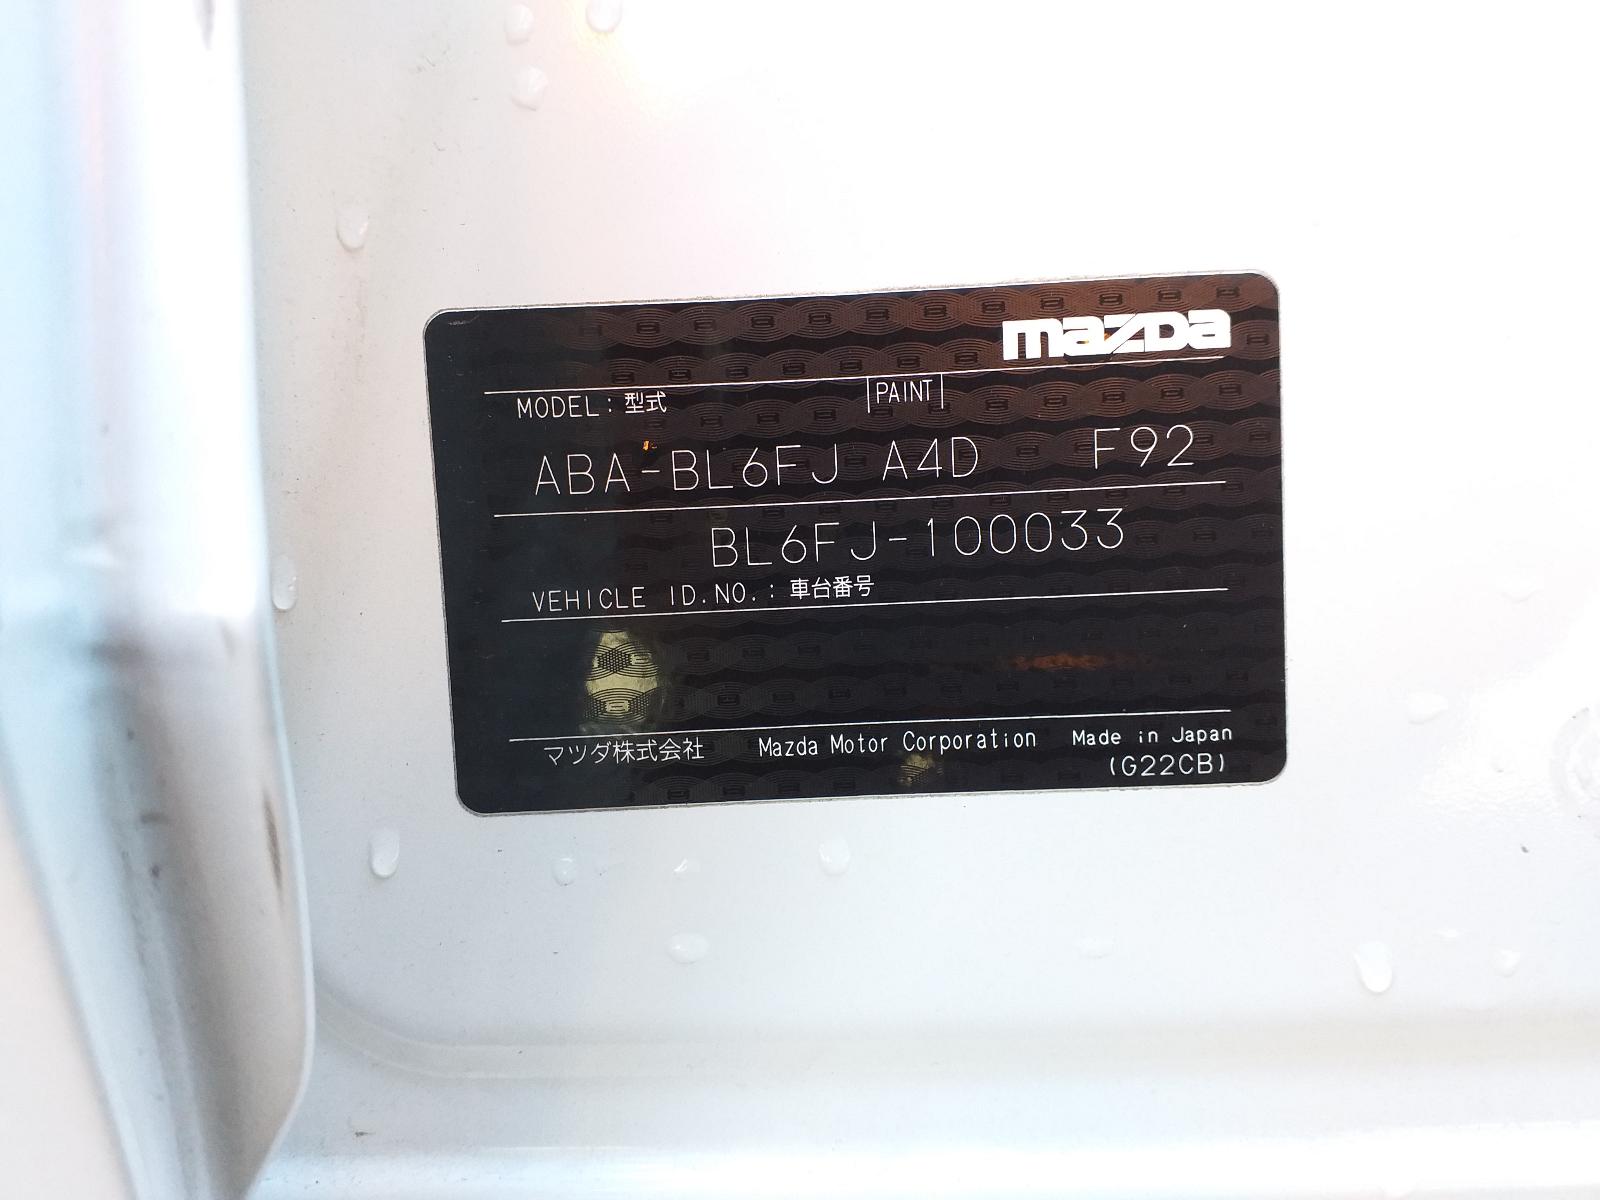 mazda
MODEL: 型式 PAINT
ABA-BL6FJ A4D F92
BL6FJ-100033
VEHICLE ID.NO.: 車台番号
マツダ株式会社 Mazda Motor Corporation Made in Japan
(G22CB)